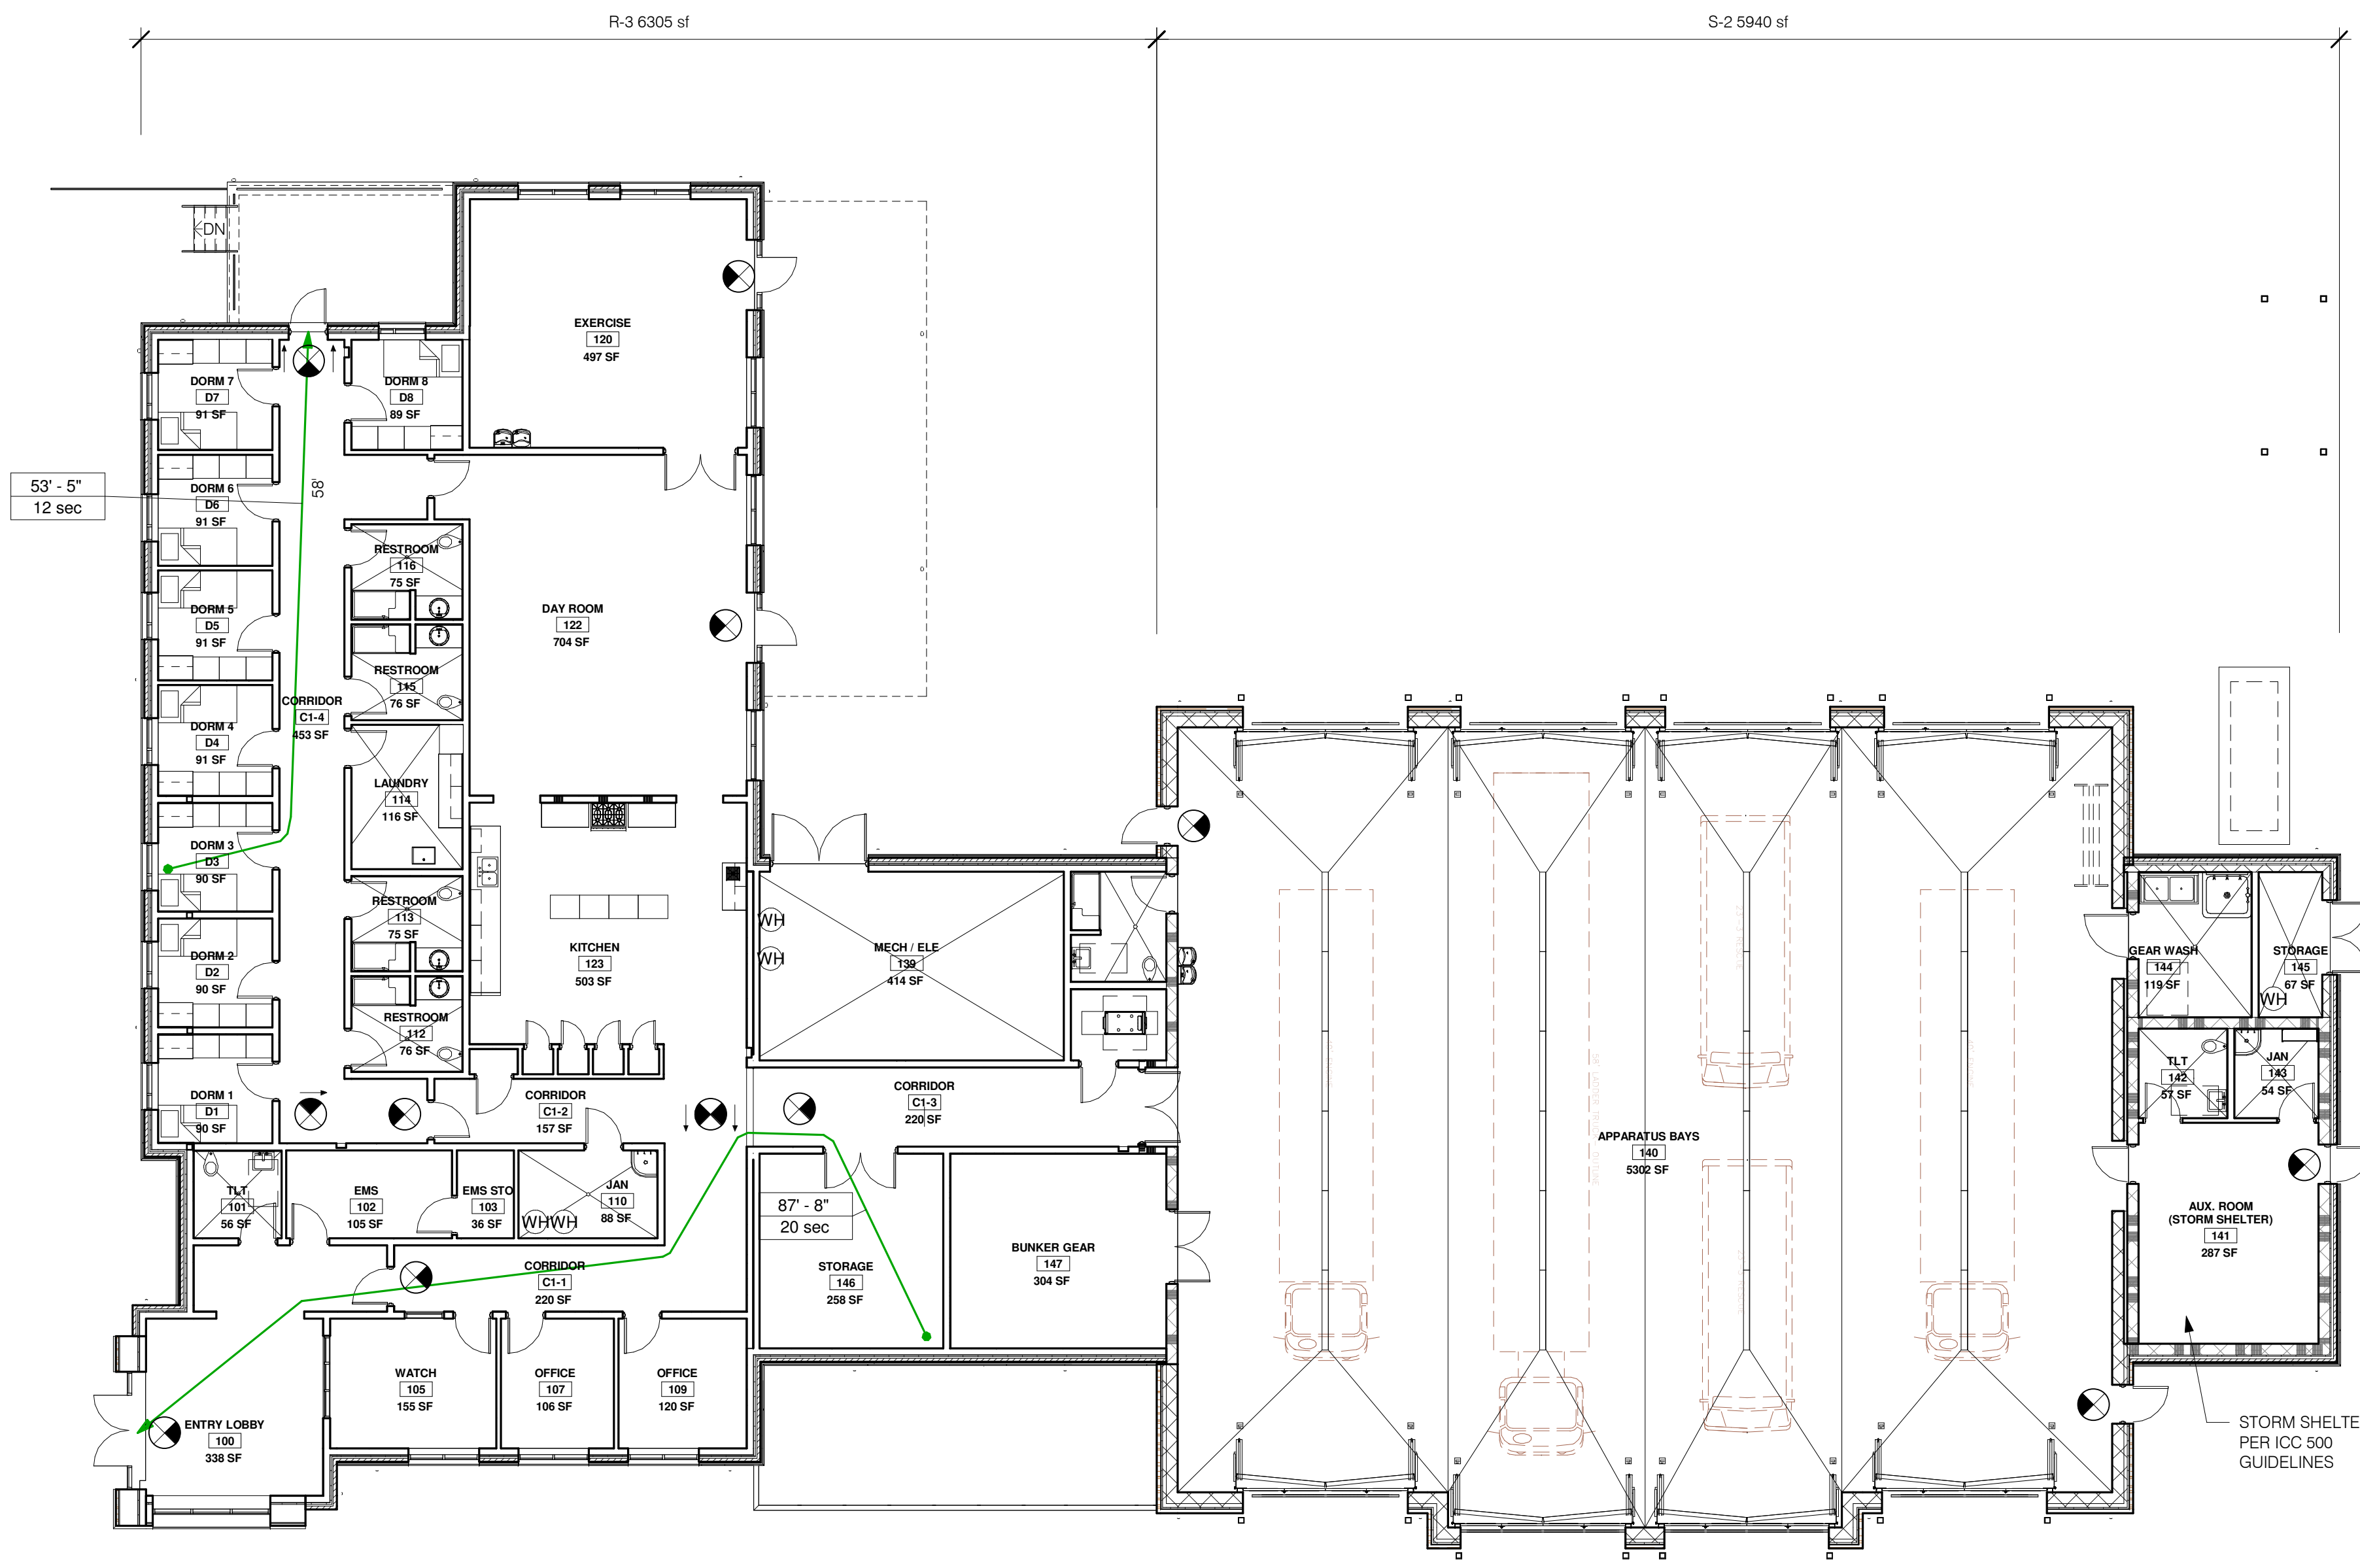 R-3 6305 sf
S-2 5940 sf
DN
EXERCISE
120
497 SF
DORM 7
D7
91 SF
DORM 8
D8
89 SF
53' - 5"
12 sec
58'
DORM 6
D6
91 SF
RESTROOM
116
75 SF
DORM 5
D5
91 SF
DAY ROOM
122
704 SF
RESTROOM
115
76 SF
CORRIDOR
C1-4
453 SF
DORM 4
D4
91 SF
LAUNDRY
114
116 SF
DORM 3
D3
90 SF
RESTROOM
113
75 SF
WH
WH
KITCHEN
123
503 SF
MECH / ELE
139
414 SF
DORM 2
D2
90 SF
GEAR WASH
144
119 SF
STORAGE
145
67 SF
WH
RESTROOM
112
76 SF
TLT
142
57 SF
JAN
143
54 SF
DORM 1
D1
90 SF
CORRIDOR
C1-2
157 SF
CORRIDOR
C1-3
220 SF
APPARATUS BAYS
140
5302 SF
TLT
101
56 SF
EMS
102
105 SF
EMS STO
103
36 SF
JAN
110
88 SF
WH
WH
87' - 8"
20 sec
AUX. ROOM
(STORM SHELTER)
141
287 SF
BUNKER GEAR
147
304 SF
CORRIDOR
C1-1
220 SF
STORAGE
146
258 SF
WATCH
105
155 SF
OFFICE
107
106 SF
OFFICE
109
120 SF
ENTRY LOBBY
100
338 SF
STORM SHELTE
PER ICC 500
GUIDELINES